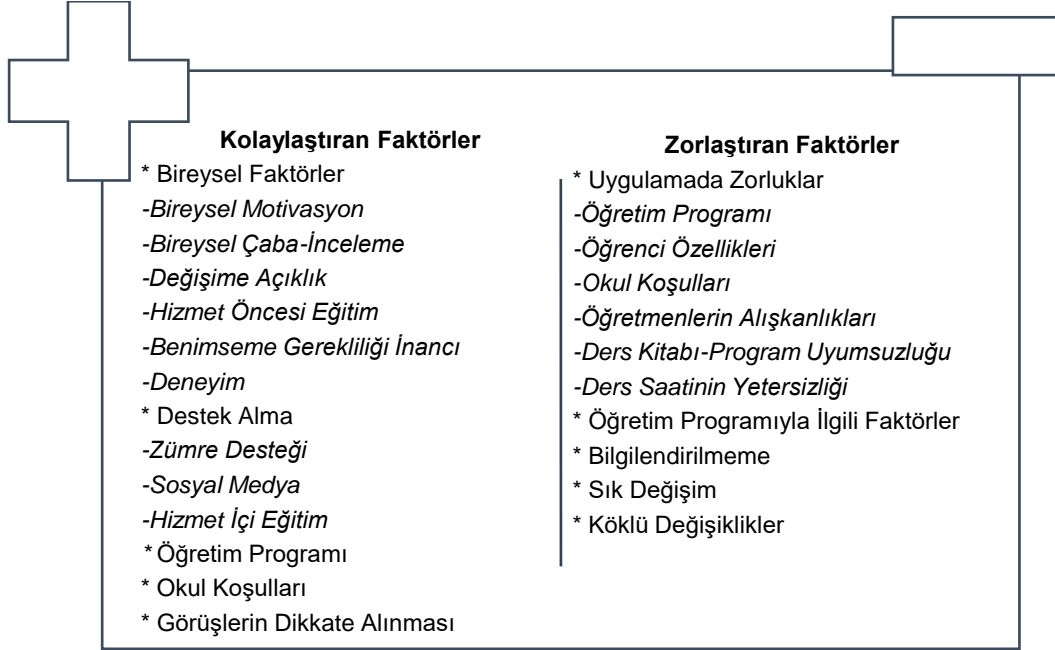 Kolaylaştıran Faktörler
* Bireysel Faktörler
-Bireysel Motivasyon
-Bireysel Çaba-İnceleme
-Değişime Açıklık
-Hizmet Öncesi Eğitim
-Benimseme Gerekliliği İnancı
-Deneyim
* Destek Alma
-Zümre Desteği
-Sosyal Medya
-Hizmet İçi Eğitim
* Öğretim Programı
* Okul Koşulları
* Görüşlerin Dikkate Alınması
Zorlaştıran Faktörler
* Uygulamada Zorluklar
-Öğretim Programı
-Öğrenci Özellikleri
-Okul Koşulları
-Öğretmenlerin Alışkanlıkları
-Ders Kitabı-Program Uyumsuzluğu
-Ders Saatinin Yetersizliği
* Öğretim Programıyla İlgili Faktörler
* Bilgilendirilmeme
* Sık Değişim
* Köklü Değişiklikler